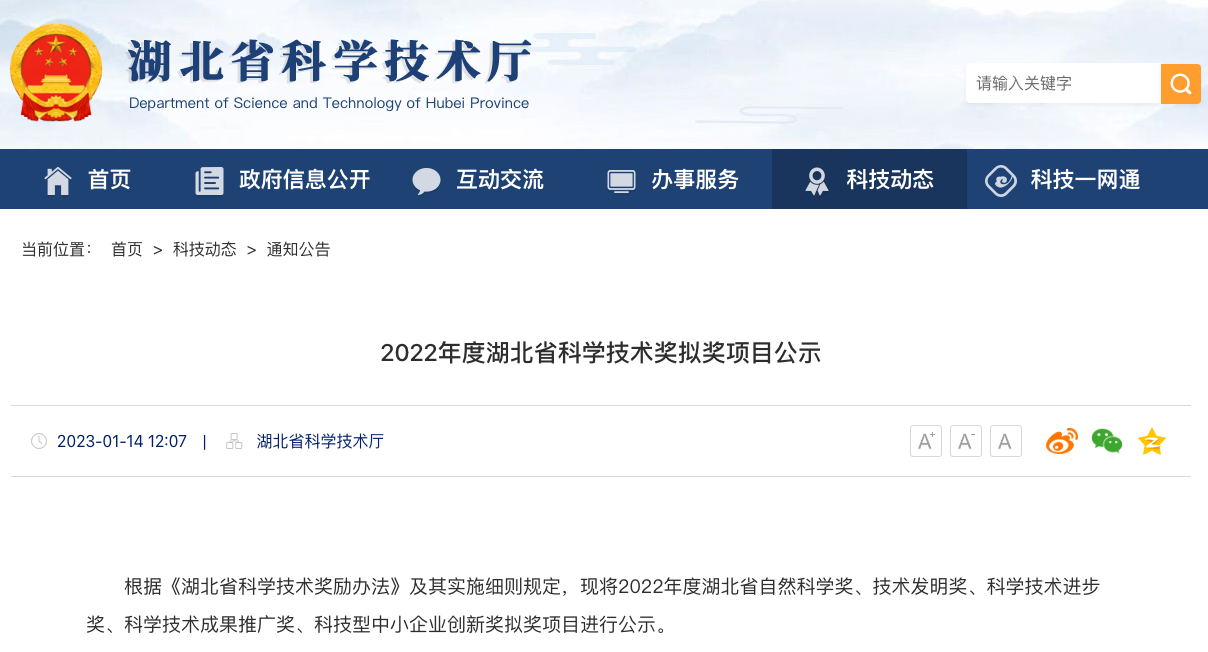 湖北省科学技术厅
Department of Science and Technology of Hubei Province
请输入关键字
首页 政府信息公开 互动交流 办事服务 科技动态 科技一网通
当前位置： 首页 > 科技动态 > 通知公告
2022年度湖北省科学技术奖拟奖项目公示
2023-01-14 12:07 | 湖北省科学技术厅 A+ A- A
根据《湖北省科学技术奖励办法》及其实施细则规定，现将2022年度湖北省自然科学奖、技术发明奖、科学技术进步
奖、科学技术成果推广奖、科技型中小企业创新奖拟奖项目进行公示。